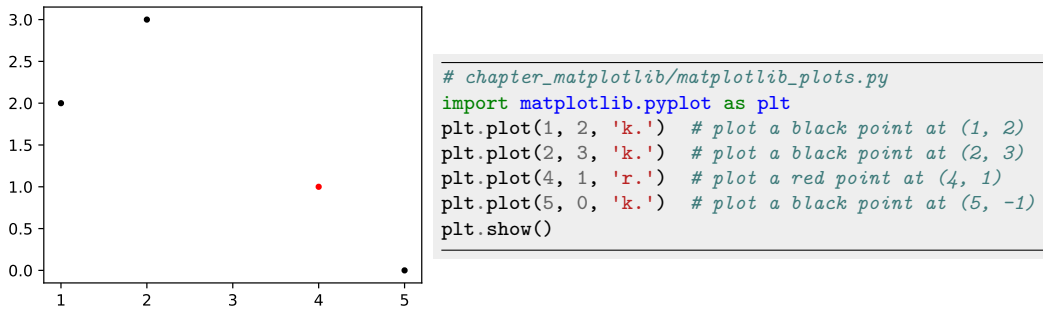 3.0
2.5
2.0
1.5
1.0
0.5
0.0
1 2 3 4 5
# chapter_matplotlib/matplotlib_plots.py
import matplotlib.pyplot as plt
plt.plot(1, 2, 'k.')  # plot a black point at (1, 2)
plt.plot(2, 3, 'k.')  # plot a black point at (2, 3)
plt.plot(4, 1, 'r.')  # plot a red point at (4, 1)
plt.plot(5, 0, 'k.')  # plot a black point at (5, -1)
plt.show()